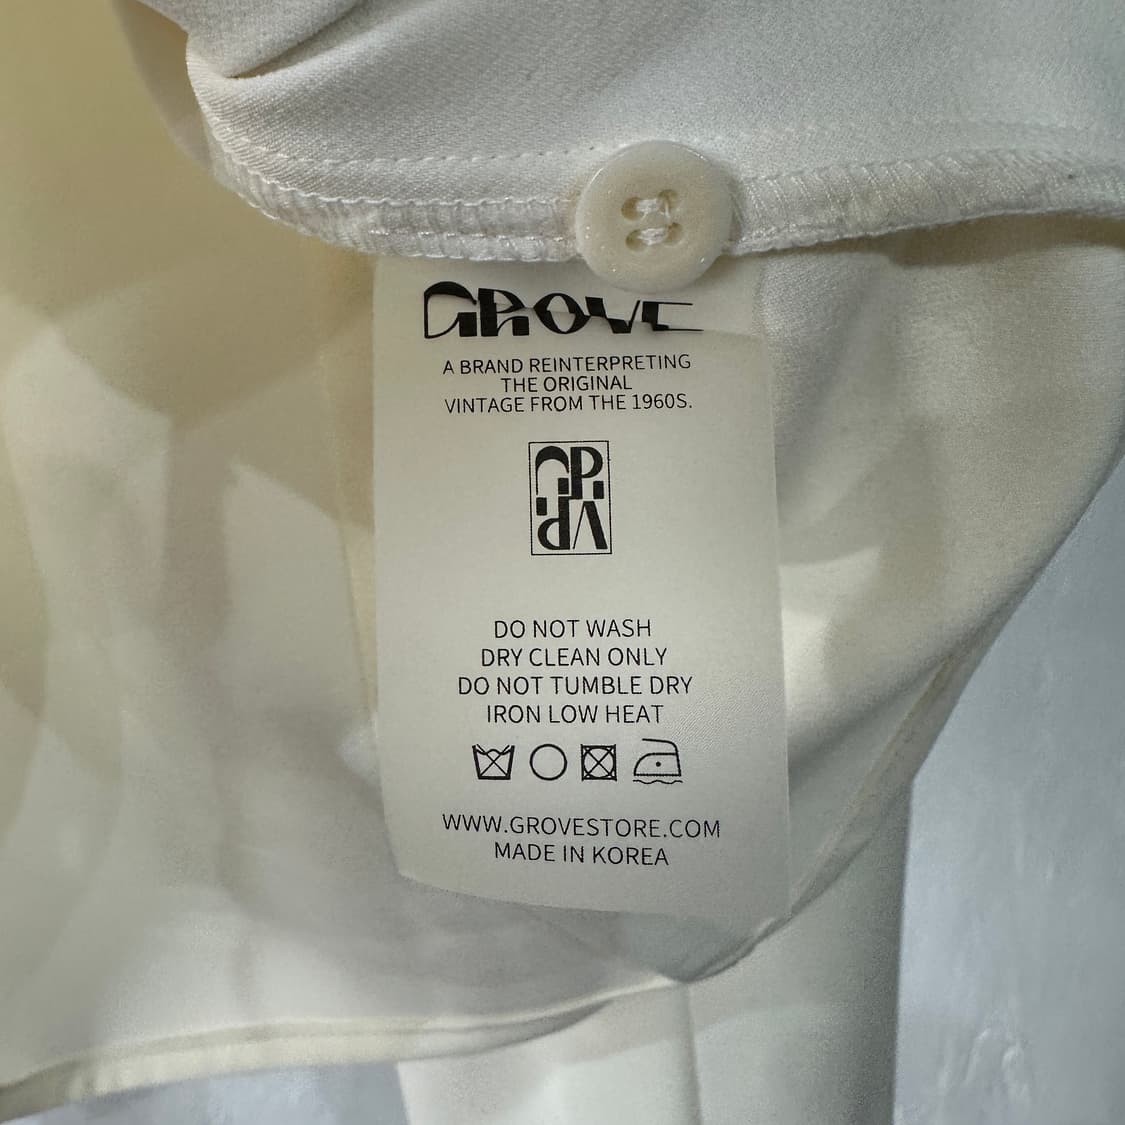 GROVE
A BRAND REINTERPRETING
THE ORIGINAL
VINTAGE FROM THE 1960S.
DO NOT WASH
DRY CLEAN ONLY
DO NOT TUMBLE DRY
IRON LOW HEAT
WWW.GROVESTORE.COM
MADE IN KOREA